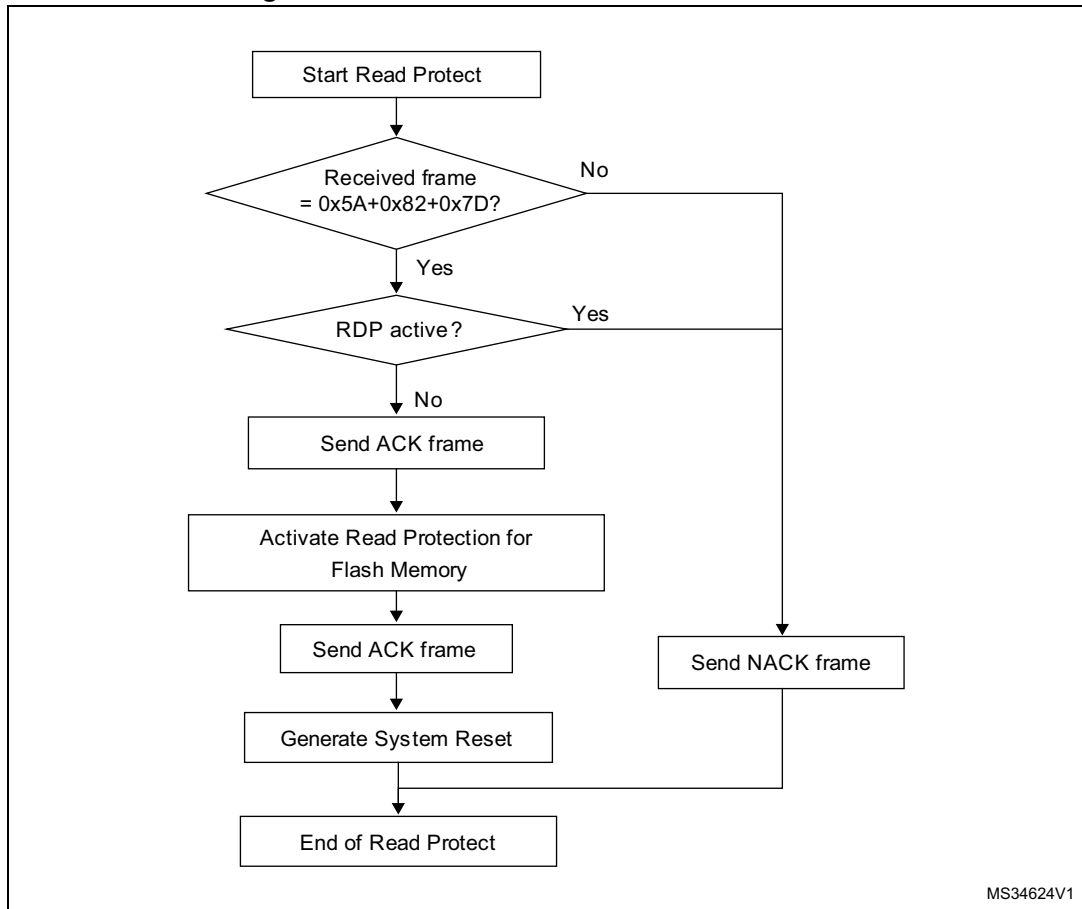 Start Read Protect
Received frame
= 0x5A+0x82+0x7D?
No
Yes
RDP active?
Yes
No
Send ACK frame
Activate Read Protection for
Flash Memory
Send ACK frame
Send NACK frame
Generate System Reset
End of Read Protect
MS34624V1